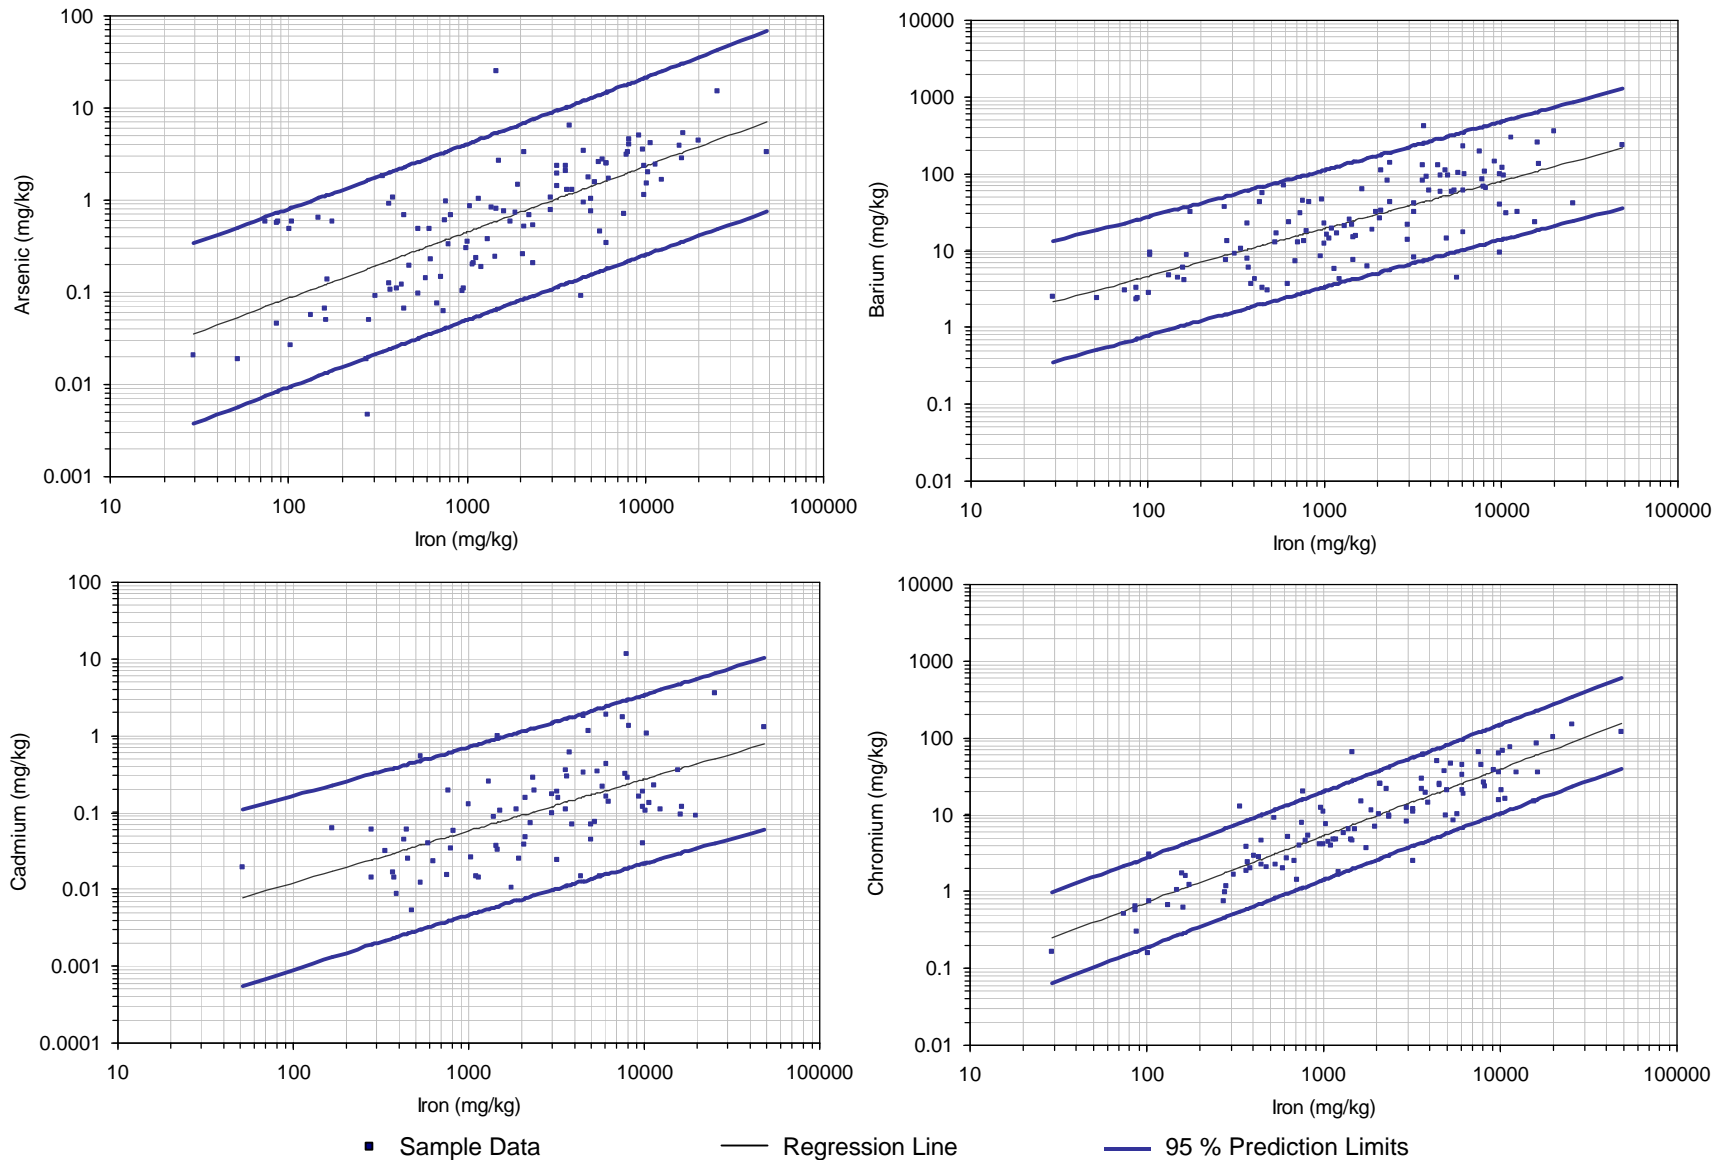 100
10
1
0.1
0.01
0.001
Arsenic (mg/kg)
10 100 1000 10000 100000
Iron (mg/kg)
10000
1000
100
10
1
0.1
0.01
Barium (mg/kg)
10 100 1000 10000 100000
Iron (mg/kg)
100
10
1
0.1
0.01
0.001
0.0001
Cadmium (mg/kg)
10 100 1000 10000 100000
Iron (mg/kg)
10000
1000
100
10
1
0.1
0.01
Chromium (mg/kg)
10 100 1000 10000 100000
Iron (mg/kg)
Sample Data Regression Line 95 % Prediction Limits